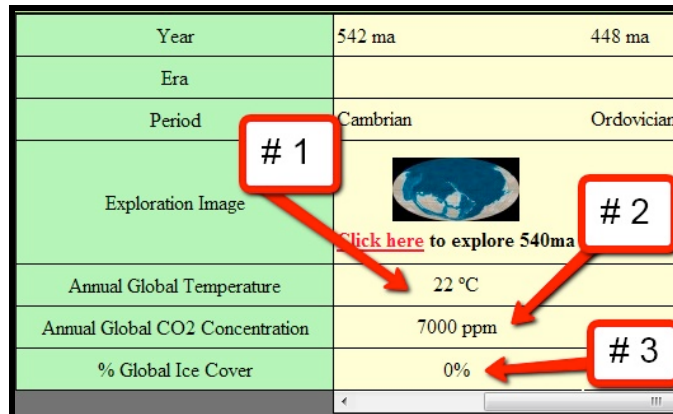 Year 542 ma 448 ma
Era
Period Cambrian Ordovician
# 1
Exploration Image
# 2
Click here to explore 540ma
Annual Global Temperature 22 ºC
Annual Global CO2 Concentration 7000 ppm
# 3
% Global Ice Cover 0%